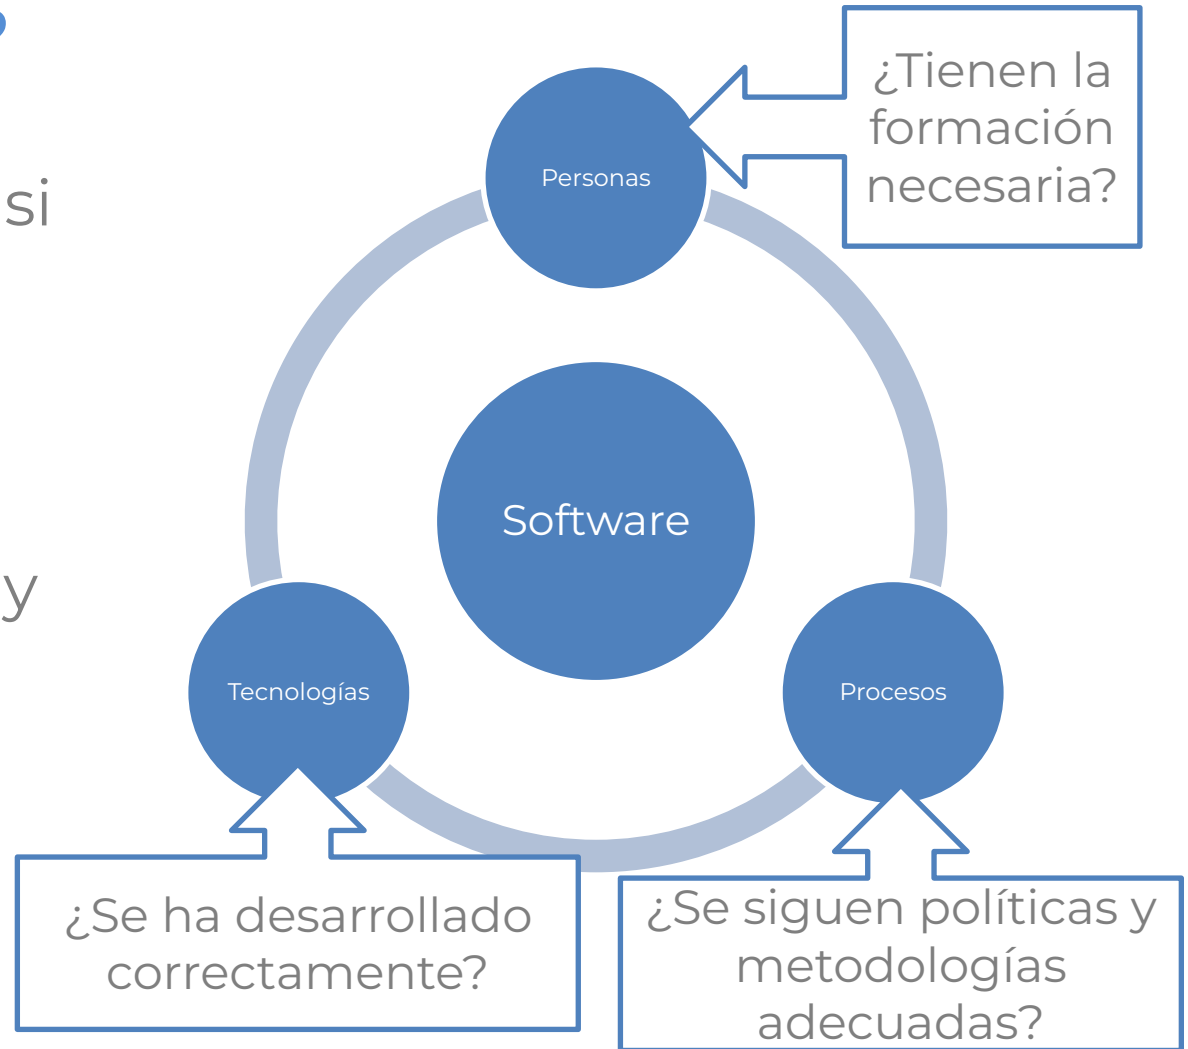 ¿Tienen la
formación
necesaria?
Personas
si
Software
y
Tecnologías
Procesos
¿Se ha desarrollado
correctamente?
¿Se siguen políticas y
metodologías
adecuadas?